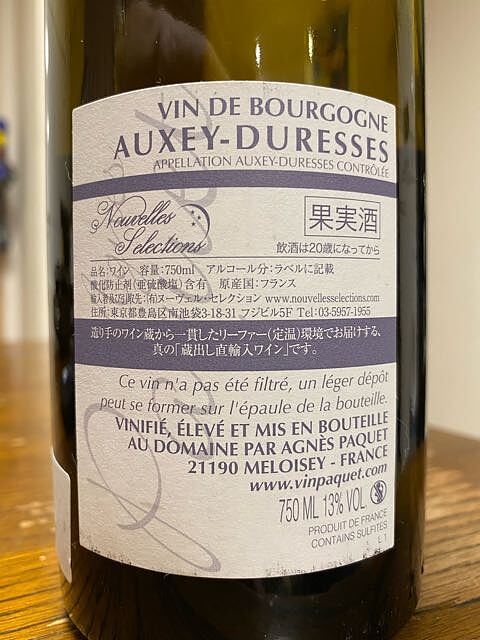 VIN DE BOURGOGNE
AUXEY-DURESSES
APPELLATION AUXEY-DURESSES CONTRÔLÉE
Nouvelles
Selections
果実酒
飲酒は20歳になってから
品名:ワイン 容量:750ml アルコール分:ラベルに記載
酸化防止剤(亜硫酸塩)含有 原産国:フランス
輸入者及び引取先:(有)ヌーヴェル・セレクション www.nouvellesselections.com
住所:東京都豊島区南池袋3-18-31 フジビル5F Tel:03-5957-1955
造り手のワイン蔵から一貫したリーファー(定温)環境でお届けする、
真の「蔵出し直輸入ワイン」です。
Ce vin n'a pas été filtré, un léger dépôt
peut se former sur l'épaule de la bouteille.
VINIFIÉ, ÉLEVÉ ET MIS EN BOUTEILLE
AU DOMAINE PAR AGNÈS PAQUET
21190 MELOISEY - FRANCE
www.vinpaquet.com
750 ML 13% VOL
PRODUIT DE FRANCE
CONTAINS SULFITES
L 1